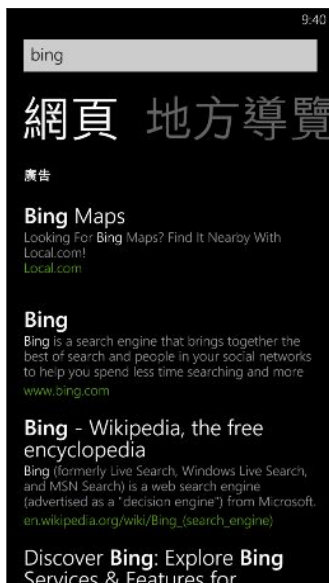 9:40
bing
網頁 地方導覽
廣告
Bing Maps
Looking For Bing Maps? Find It Nearby With
Local.com!
Local.com
Bing
Bing is a search engine that brings together the
best of search and people in your social networks
to help you spend less time searching and more
www.bing.com
Bing - Wikipedia, the free
encyclopedia
Bing (formerly Live Search, Windows Live Search,
and MSN Search) is a web search engine
(advertised as a "decision engine") from Microsoft.
en.wikipedia.org/wiki/Bing_(search_engine)
Discover Bing: Explore Bing
Services & Features for